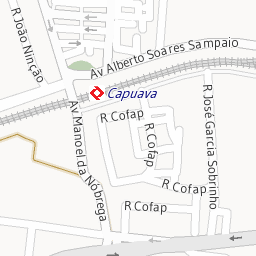 R João Ninção
Av Alberto Soares Sampaio
Capuava
R Cofap
R Cofap
R José Garcia Sobrinho
Av Manoel da Nóbrega
R Cofap
R Cofap